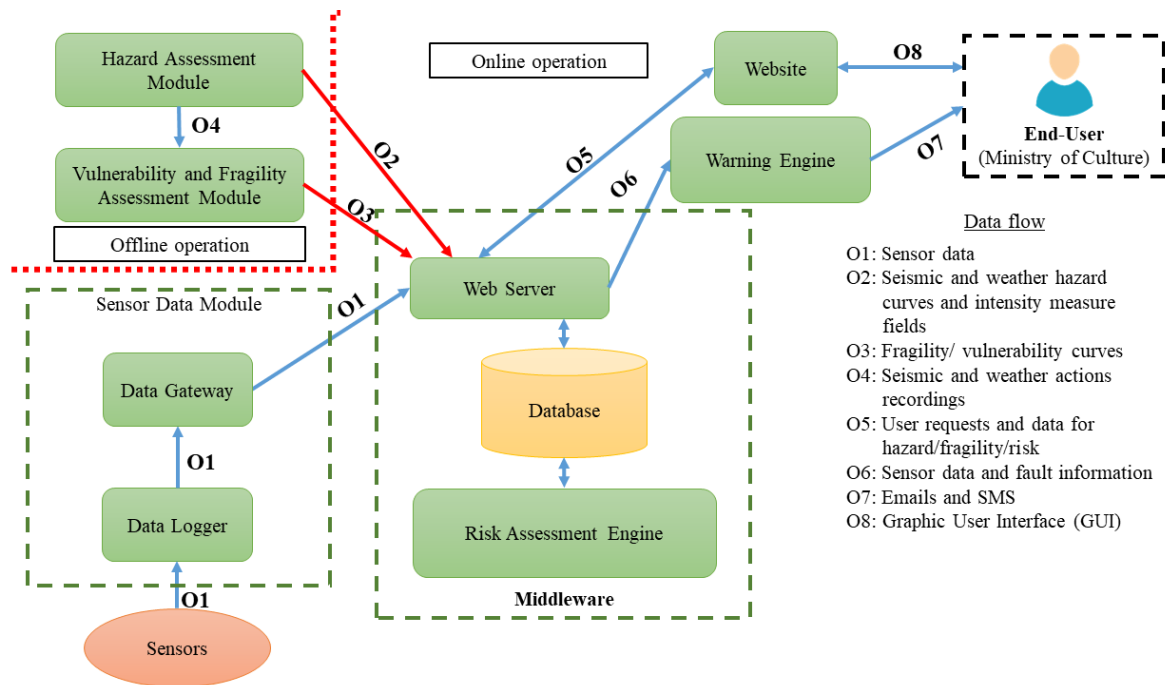 Hazard Assessment
Module
O4
Vulnerability and Fragility
Assessment Module
Offline operation
O2
O3
Online operation
Website
O8
Warning Engine
O7
O5
O6
End-User
(Ministry of Culture)
Sensor Data Module
O1
Data Gateway
O1
Data Logger
O1
Sensors
Web Server
Database
Risk Assessment Engine
Middleware
Data flow
O1: Sensor data
O2: Seismic and weather hazard
curves and intensity measure
fields
O3: Fragility/ vulnerability curves
O4: Seismic and weather actions
recordings
O5: User requests and data for
hazard/fragility/risk
O6: Sensor data and fault information
O7: Emails and SMS
O8: Graphic User Interface (GUI)